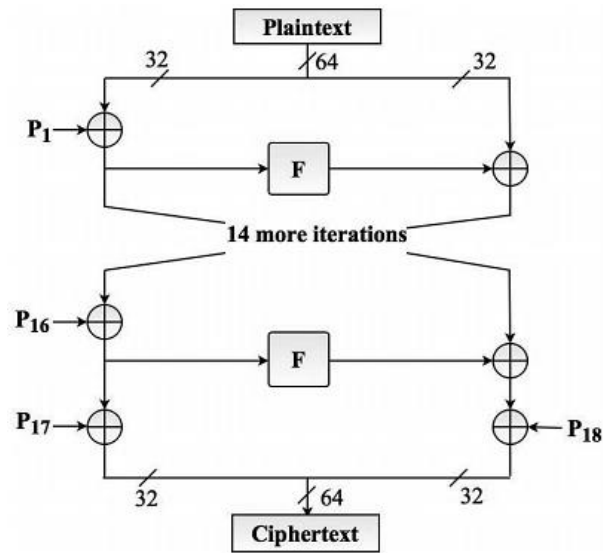 Plaintext
32 64 32
P1
F
14 more iterations
P16
F
P17 P18
32 64 32
Ciphertext